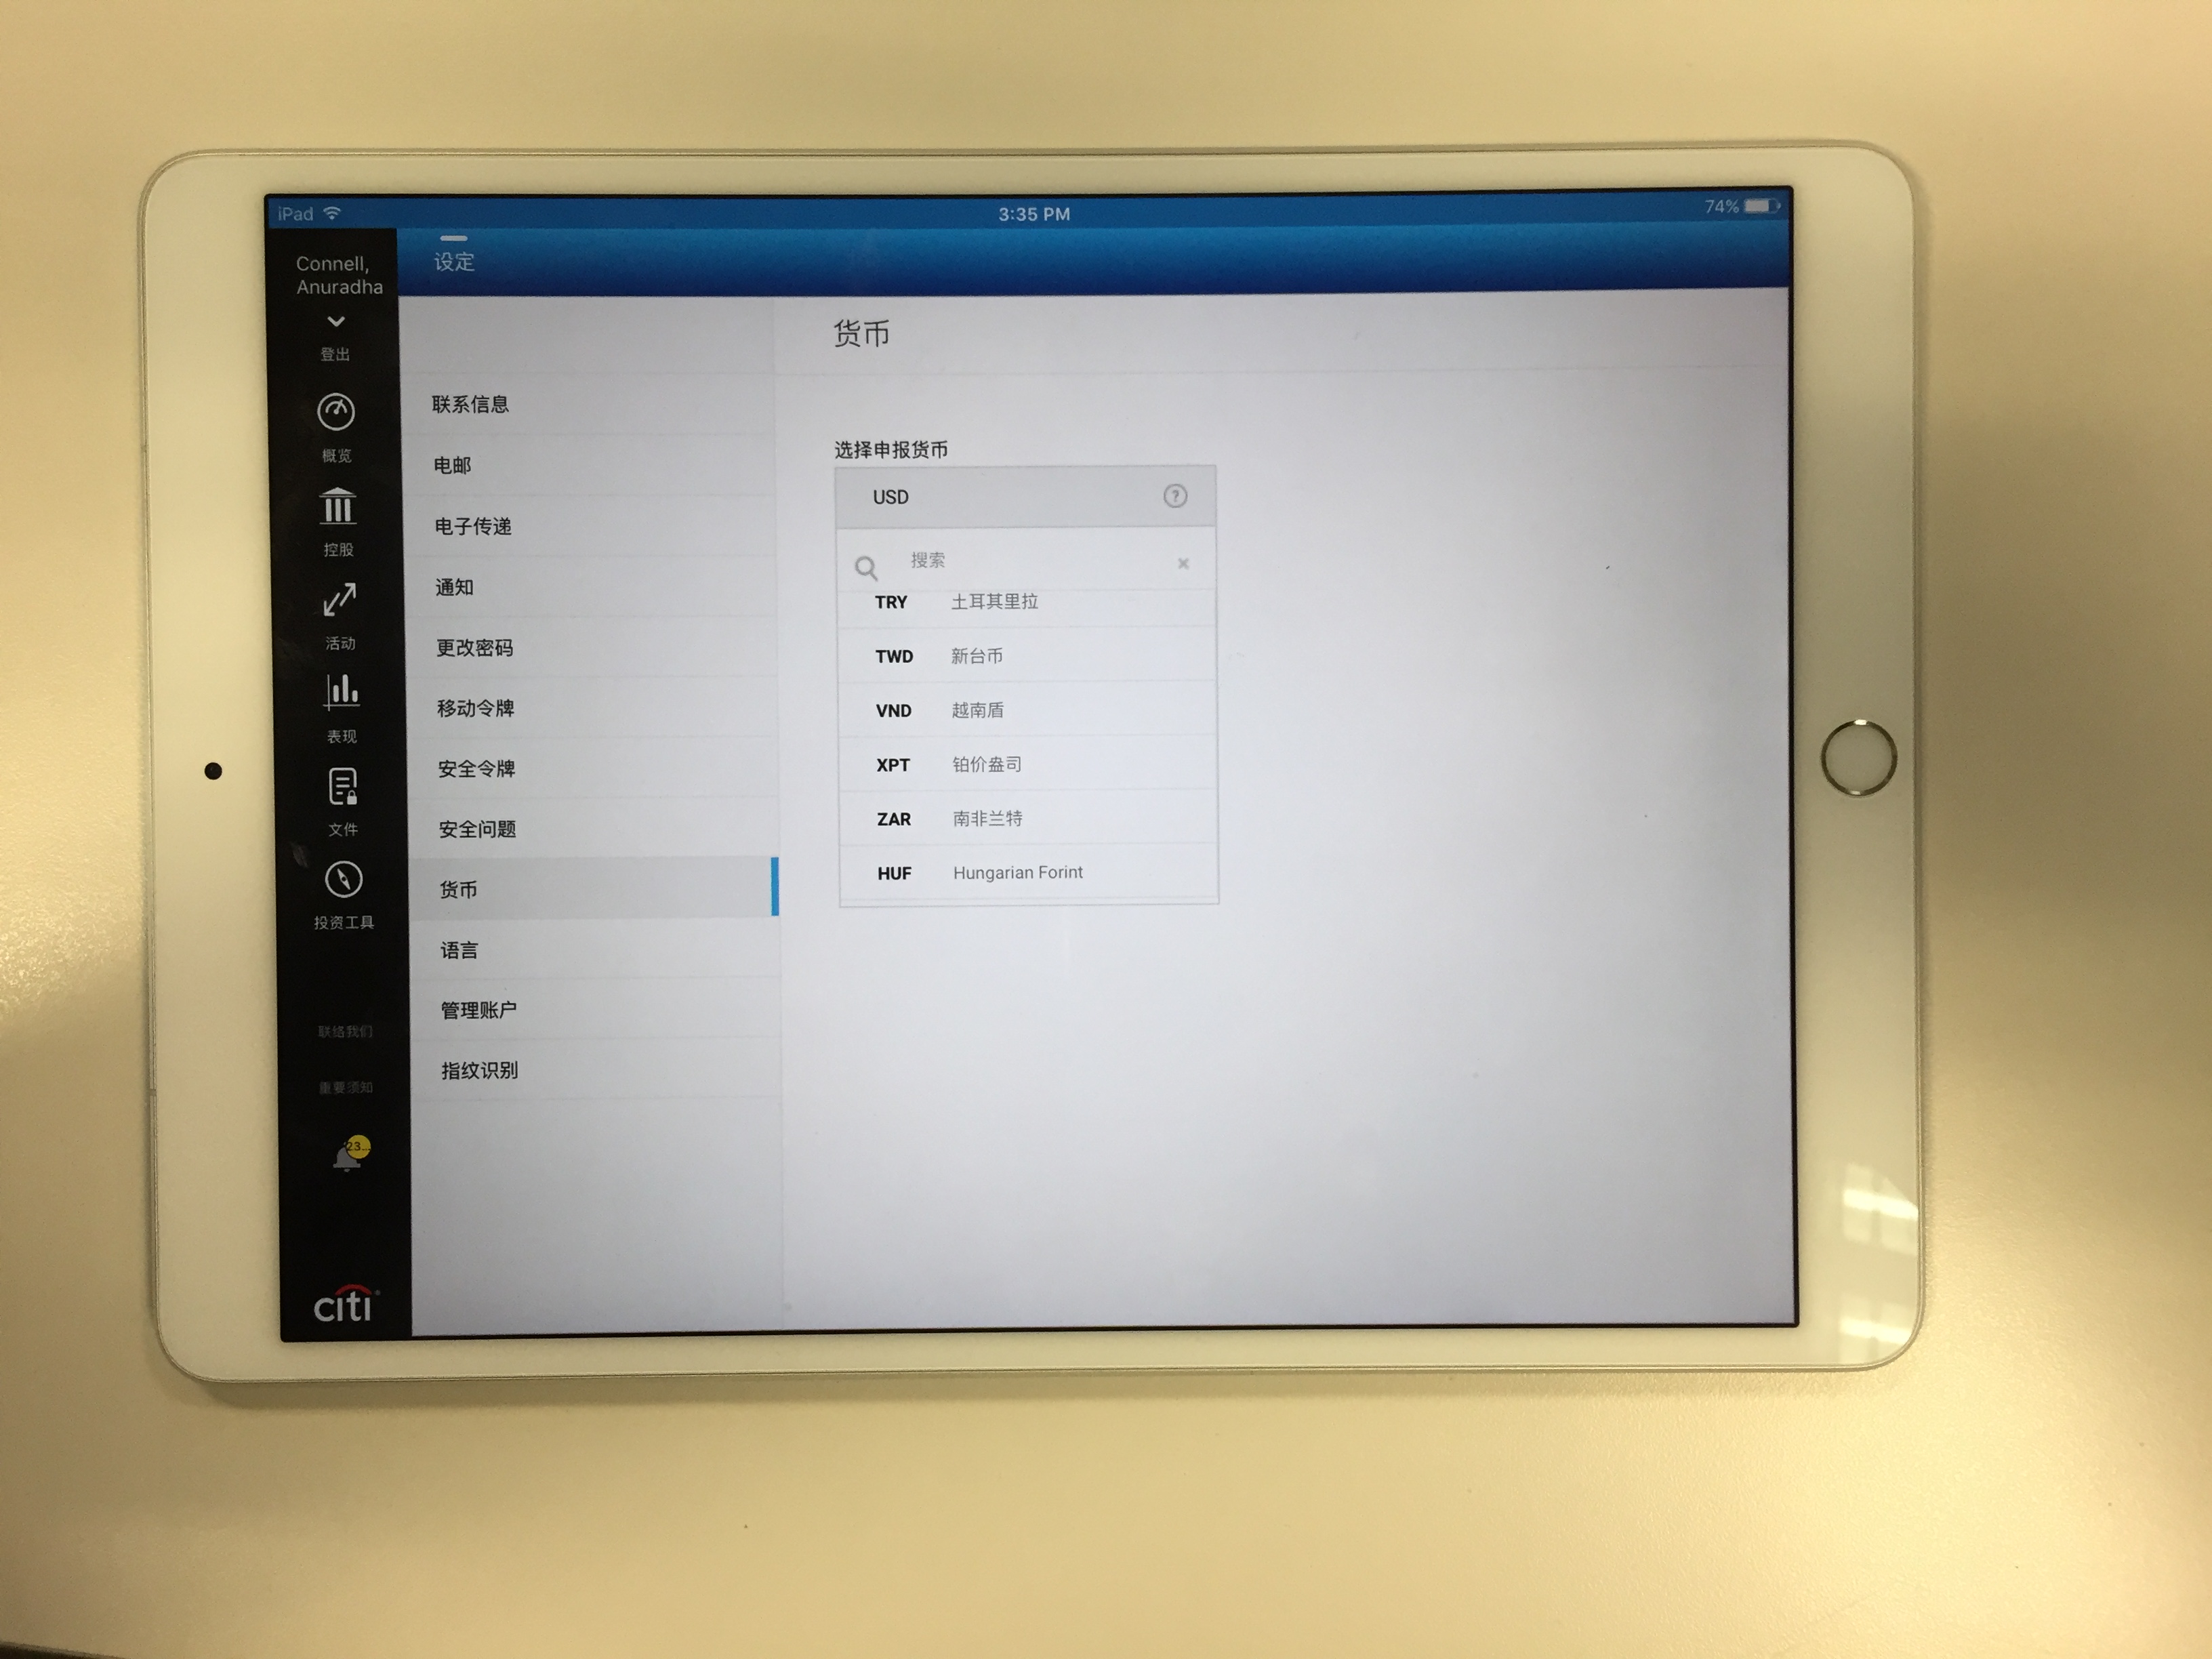 iPad
3:35 PM
74%
Connell,
Anuradha
登出
概览
控股
活动
表现
文件
投资工具
联络我们
重要须知
23...
citi
设定
联系信息
电邮
电子传递
通知
更改密码
移动令牌
安全令牌
安全问题
货币
语言
管理账户
指纹识别
货币
选择申报货币
USD
?
搜索
TRY 土耳其里拉
TWD 新台币
VND 越南盾
XPT 铂价盎司
ZAR 南非兰特
HUF Hungarian Forint